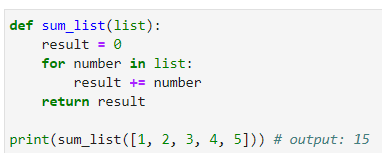 def sum_list(list):
    result = 0
    for number in list:
        result += number
    return result
print(sum_list([1, 2, 3, 4, 5])) # output: 15